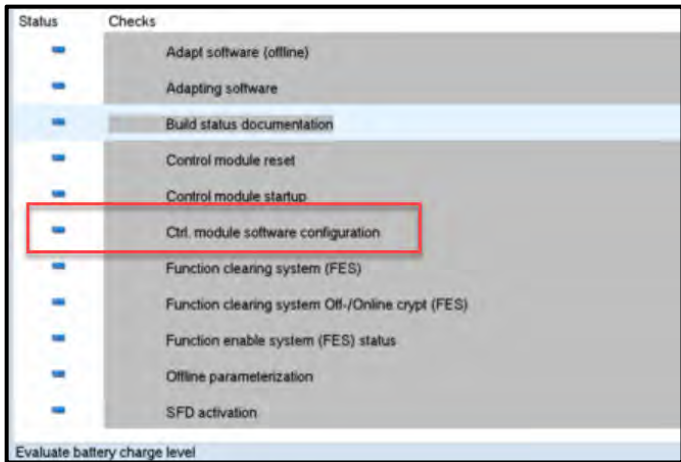 Status Checks
Adapt software (offline)
Adapting software
Build status documentation
Control module reset
Control module startup
Ctrl. module software configuration
Function clearing system (FES)
Function clearing system Off-/Online crypt (FES)
Function enable system (FES) status
Offline parameterization
SFD activation
Evaluate battery charge level